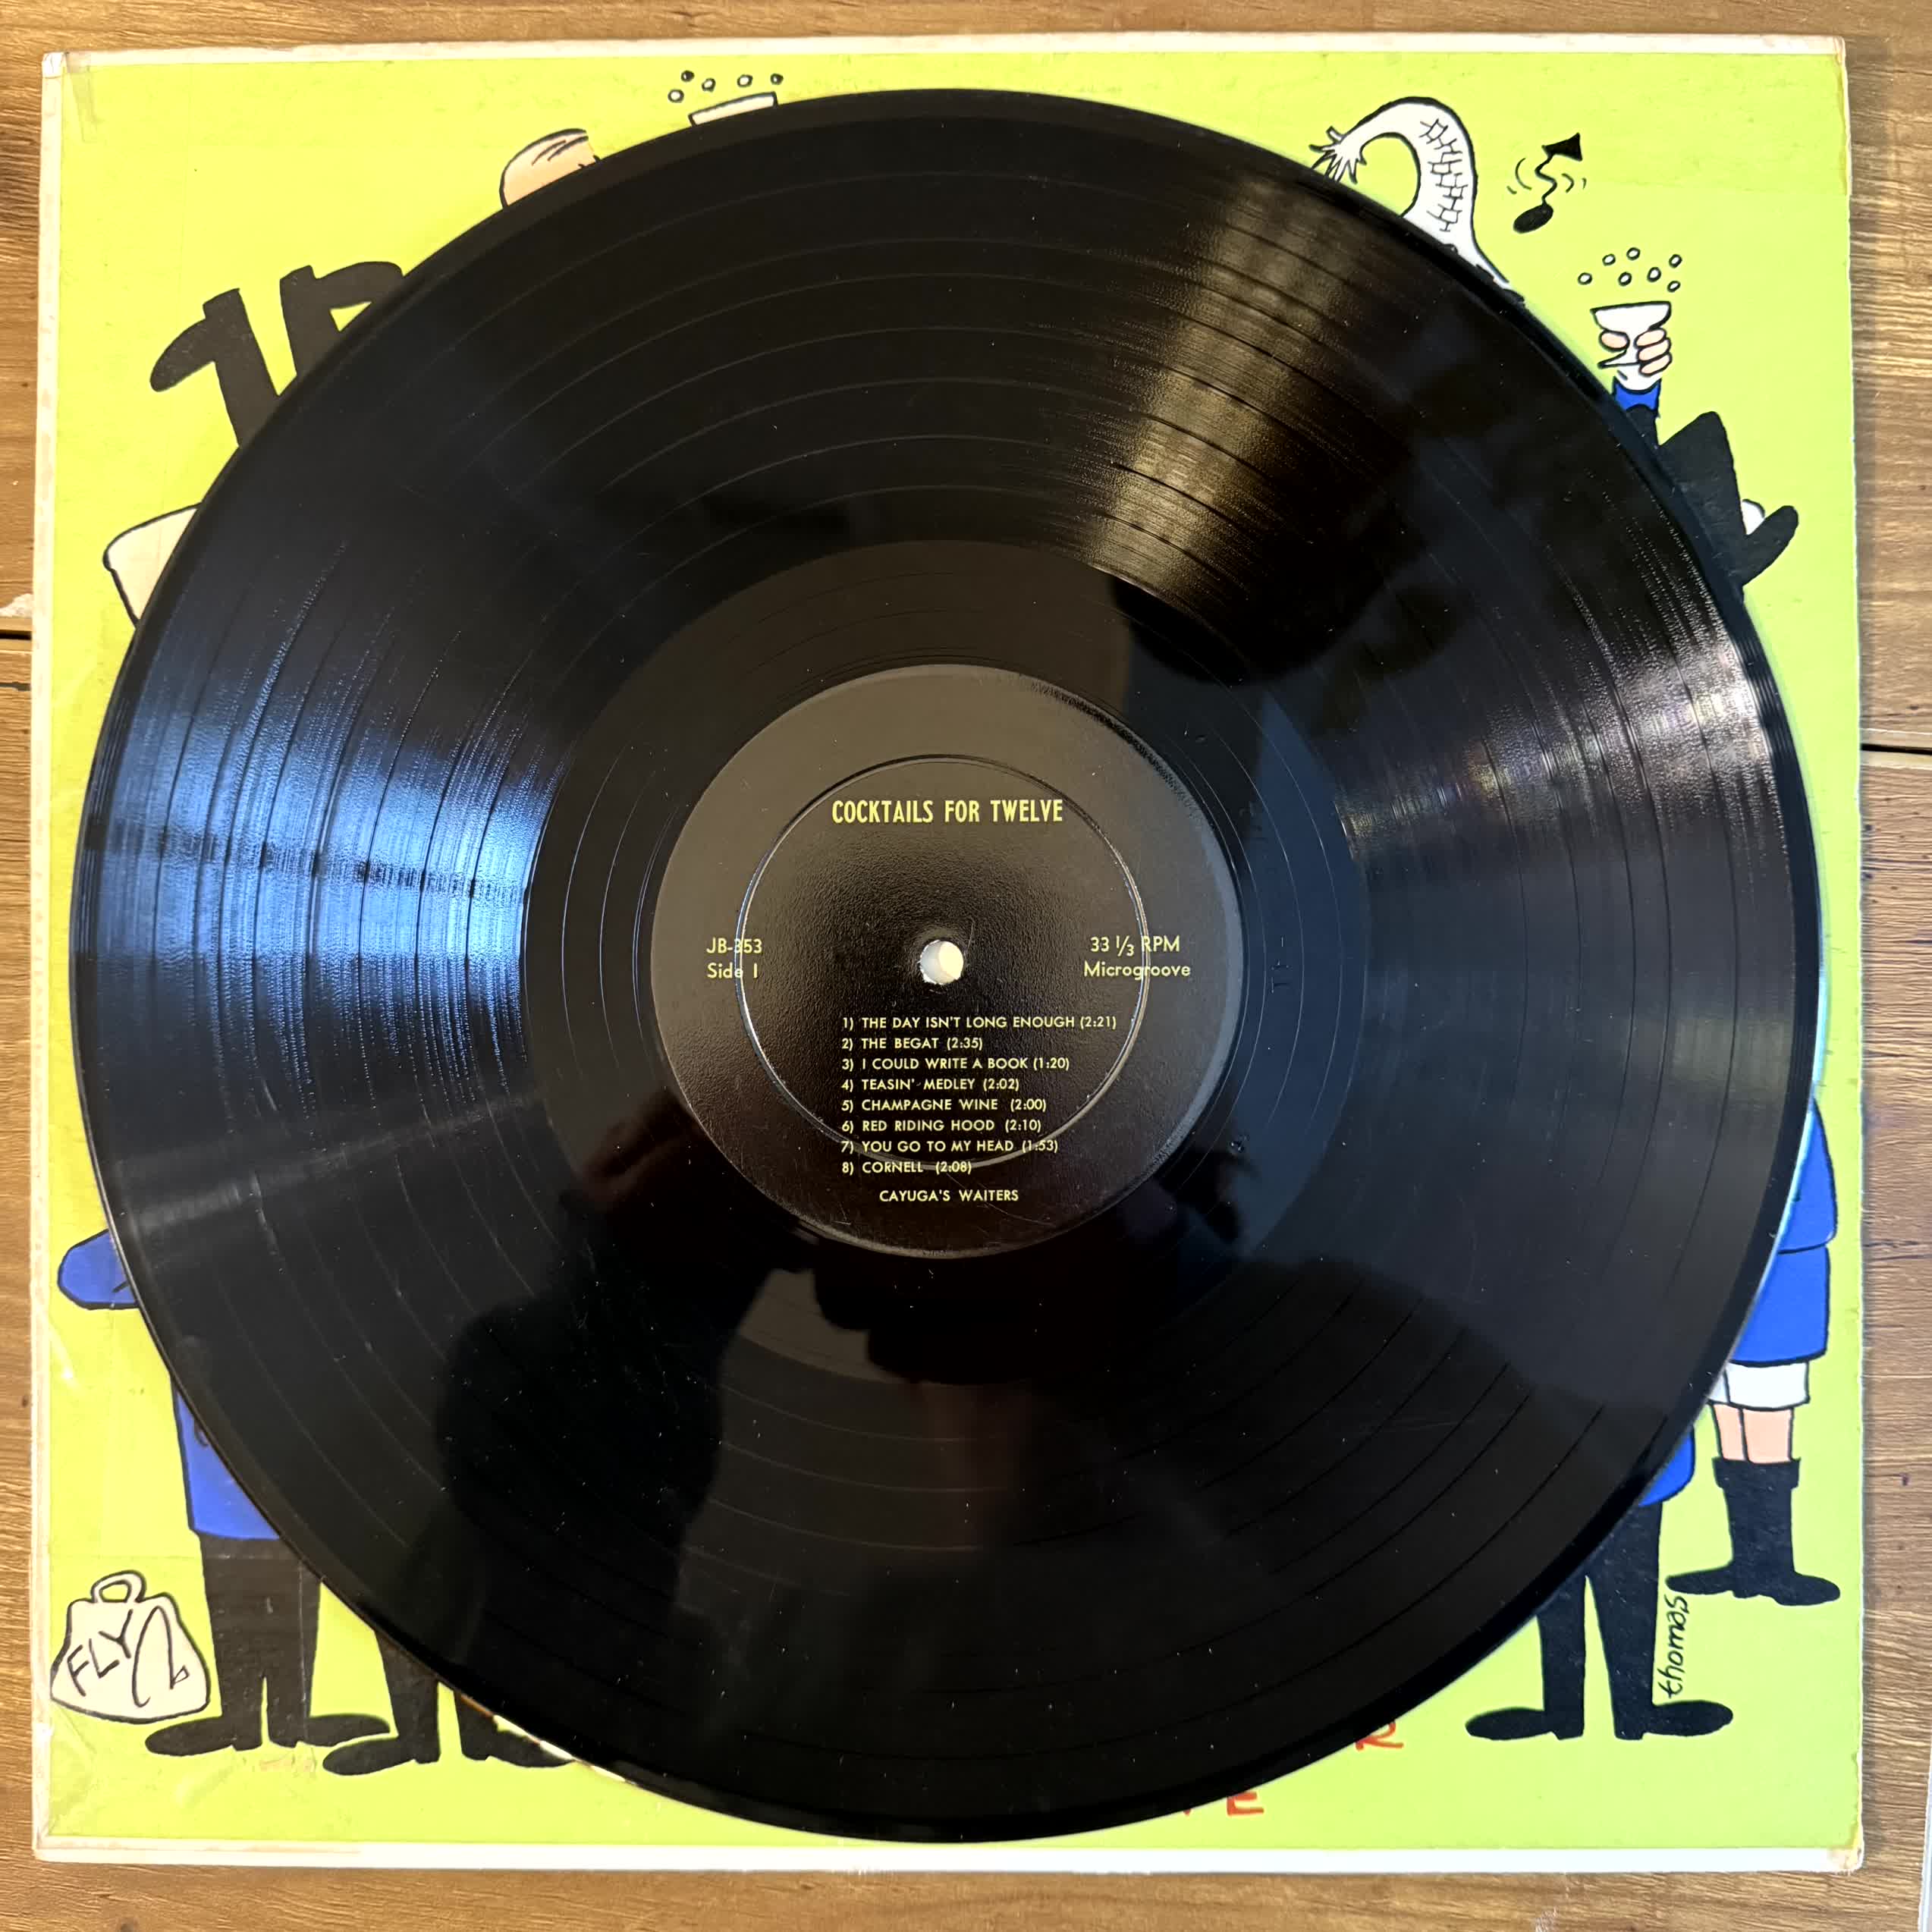 COCKTAILS FOR TWELVE
JB-353
Side 1
33 1/3 RPM
Microgroove
1) THE DAY ISN'T LONG ENOUGH (2:21)
2) THE BEGAT (2:35)
3) I COULD WRITE A BOOK (1:20)
4) TEASIN' MEDLEY (2:02)
5) CHAMPAGNE WINE (2:00)
6) RED RIDING HOOD (2:10)
7) YOU GO TO MY HEAD (1:53)
8) CORNELL (2:08)
CAYUGA'S WAITERS
FLY
thomas
R
E